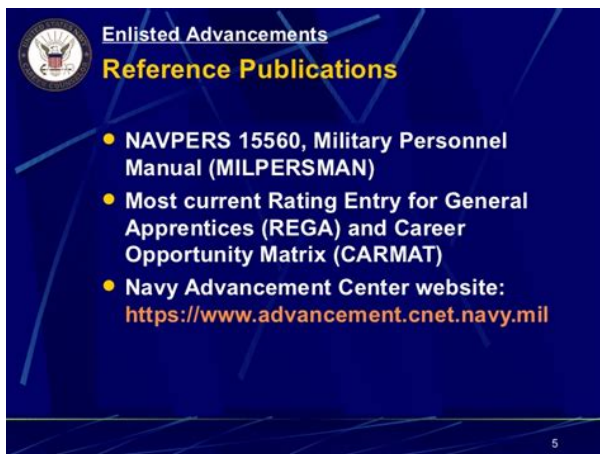 Enlisted Advancements
Reference Publications
NAVPERS 15560, Military Personnel
Manual (MILPERSMAN)
Most current Rating Entry for General
Apprentices (REGA) and Career
Opportunity Matrix (CARMAT)
Navy Advancement Center website:
https://www.advancement.cnet.navy.mil
5